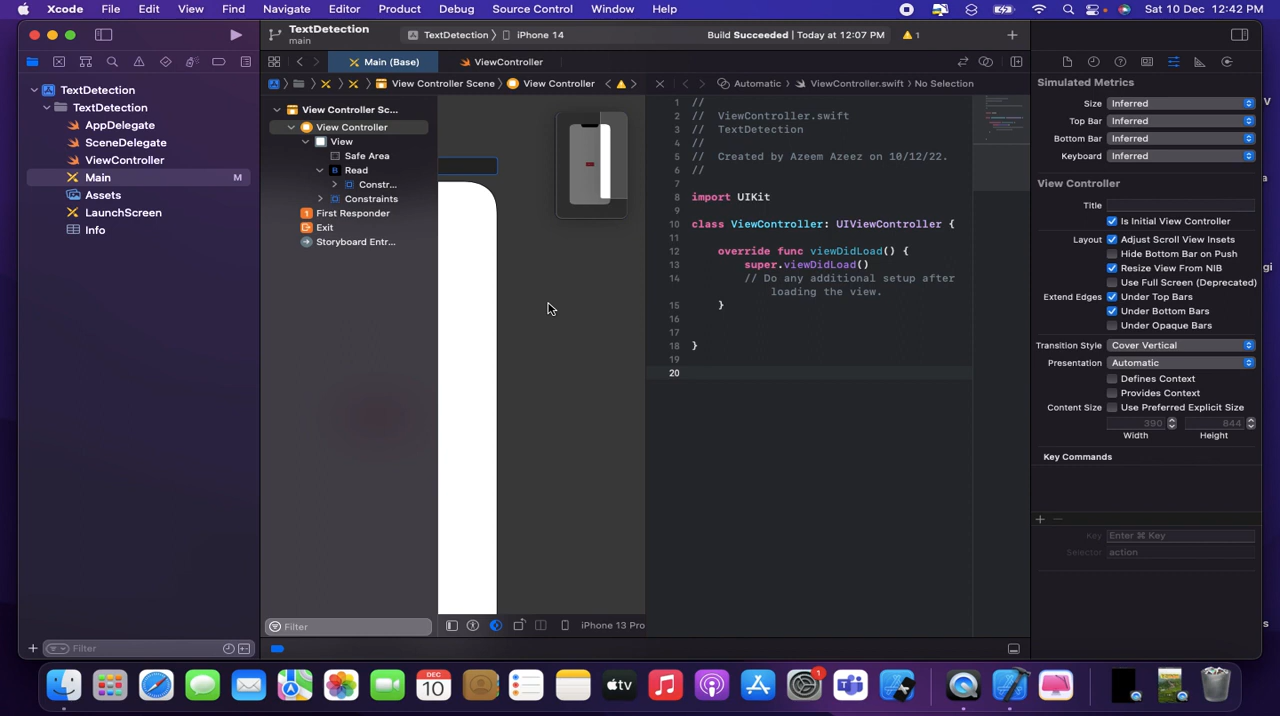 Xcode File Edit View Find Navigate Editor Product Debug Source Control Window Help Sat 10 Dec 12:42 PM
TextDetection
main
TextDetection iPhone 14 Build Succeeded | Today at 12:07 PM 1
Main (Base) ViewController
View Controller Scene View Controller Automatic ViewController.swift No Selection
TextDetection
TextDetection
AppDelegate
SceneDelegate
ViewController
Main M
Assets
LaunchScreen
Info
Filter
View Controller Sc...
View Controller
View
Safe Area
Read
Constr...
Constraints
First Responder
Exit
Storyboard Entr...
Filter
iPhone 13 Pro
1 //
2 // ViewController.swift
3 // TextDetection
4 //
5 // Created by Azeem Azeez on 10/12/22.
6 //
7
8 import UIKit
9
10 class ViewController: UIViewController {
11
12 override func viewDidLoad() {
13 super.viewDidLoad()
14 // Do any additional setup after
loading the view.
15 }
16
17
18 }
19
20
Simulated Metrics
Size Inferred
Top Bar Inferred
Bottom Bar Inferred
Keyboard Inferred
View Controller
Title
Is Initial View Controller
Layout Adjust Scroll View Insets
Hide Bottom Bar on Push
Resize View From NIB
Use Full Screen (Deprecated)
Extend Edges Under Top Bars
Under Bottom Bars
Under Opaque Bars
Transition Style Cover Vertical
Presentation Automatic
Defines Context
Provides Context
Content Size Use Preferred Explicit Size
390 844
Width Height
Key Commands
Key Enter ⌘ Key
Selector action
DEC
10
tv
1